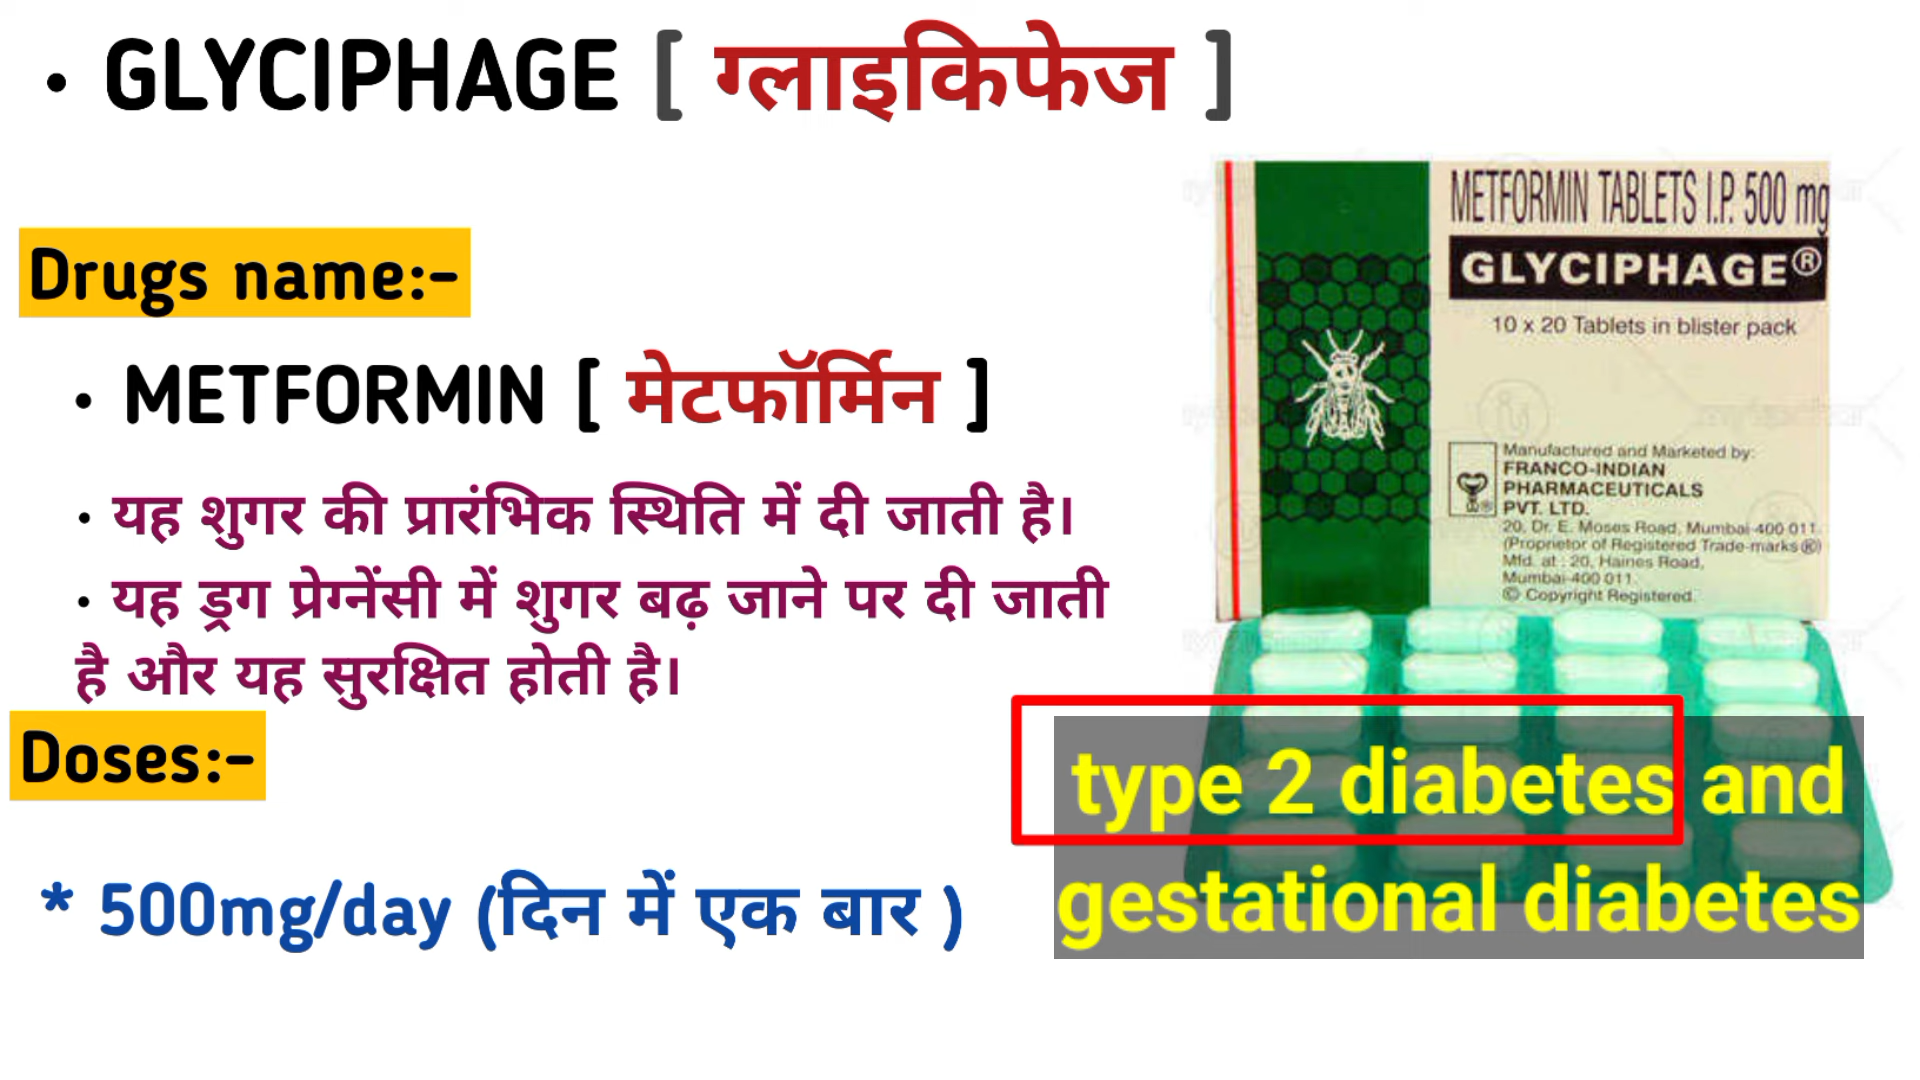 • GLYCIPHAGE [ ग्लाइकिफेज ]
Drugs name:-
• METFORMIN [ मेटफॉर्मिन ]
• यह शुगर की प्रारंभिक स्थिति में दी जाती है।
• यह ड्रग प्रेग्नेंसी में शुगर बढ़ जाने पर दी जाती
है और यह सुरक्षित होती है।
Doses:-
* 500mg/day (दिन में एक बार )
METFORMIN TABLETS I.P. 500 mg
GLYCIPHAGE®
10 x 20 Tablets in blister pack
Manufactured and Marketed by:
FRANCO-INDIAN
PHARMACEUTICALS
PVT. LTD.
20, Dr. E. Moses Road, Mumbai-400 011.
(Proprietor of Registered Trade-marks ®)
Mfd. at : 20, Haines Road,
Mumbai-400 011.
© Copyright Registered.
type 2 diabetes and
gestational diabetes